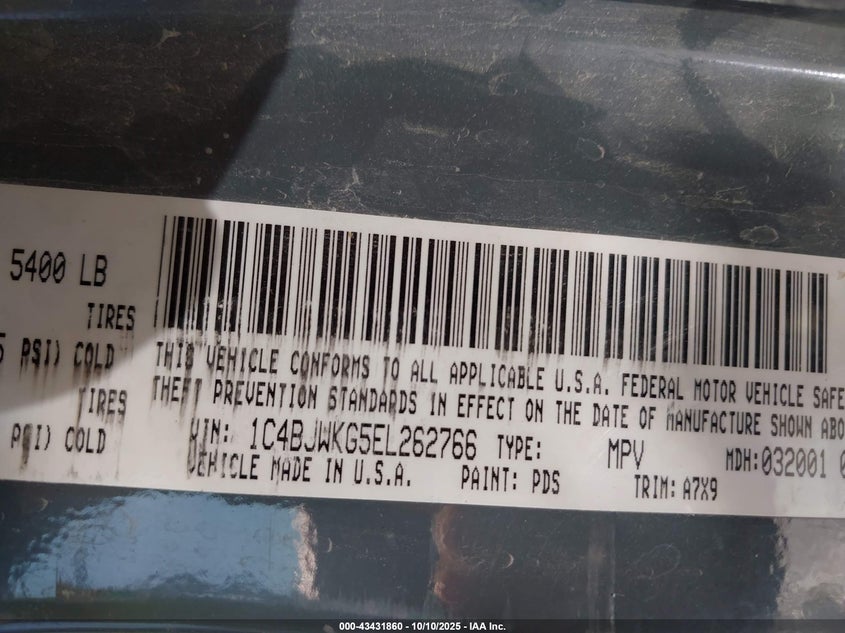 5400 LB
TIRES
PSI) COLD
THIS VEHICLE CONFORMS TO ALL APPLICABLE U.S.A. FEDERAL MOTOR VEHICLE SAFE
TIRES
THEFT PREVENTION STANDARDS IN EFFECT ON THE DATE OF MANUFACTURE SHOWN ABO
PSI) COLD
VIN: 1C4BJWKG5EL262766 TYPE: MPV MDH:032001 0
VEHICLE MADE IN U.S.A. PAINT: PDS TRIM: A7X9
000-43431860 - 10/10/2025 - IAA Inc.